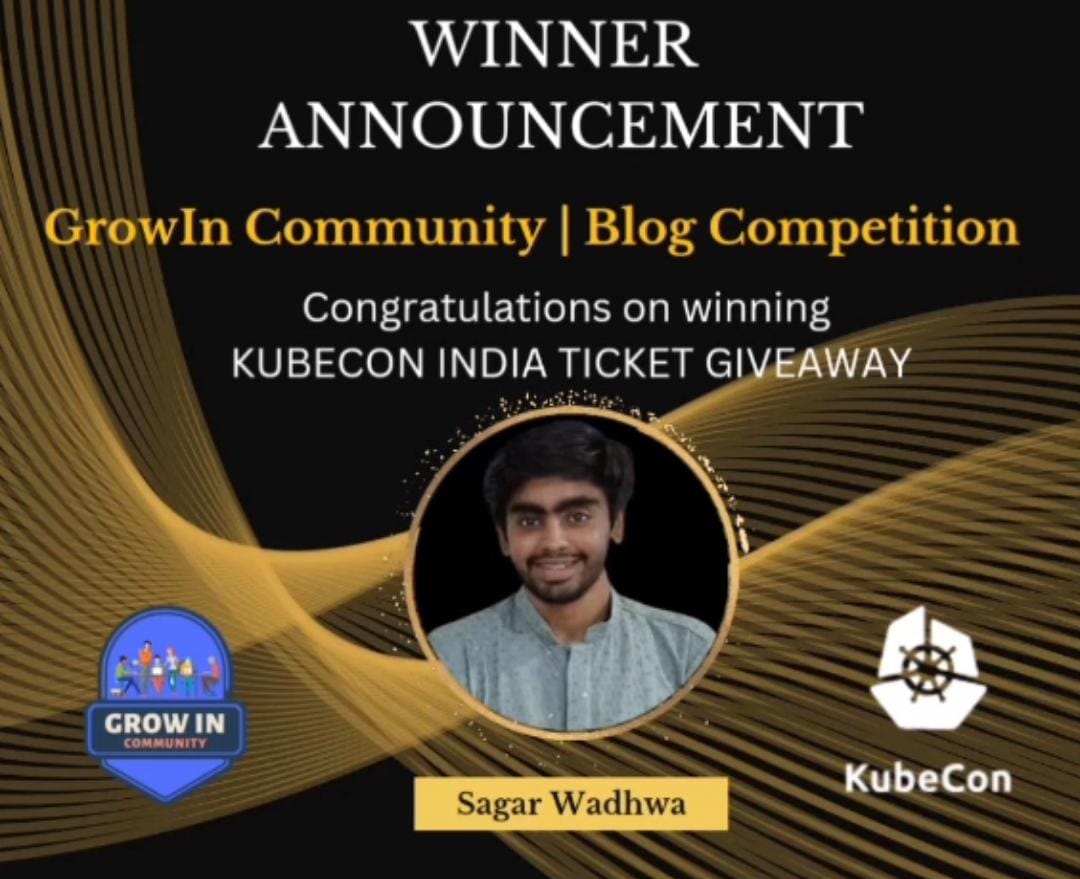 WINNER
ANNOUNCEMENT
GrowIn Community | Blog Competition
Congratulations on winning
KUBECON INDIA TICKET GIVEAWAY
GROW IN
COMMUNITY
KubeCon
Sagar Wadhwa